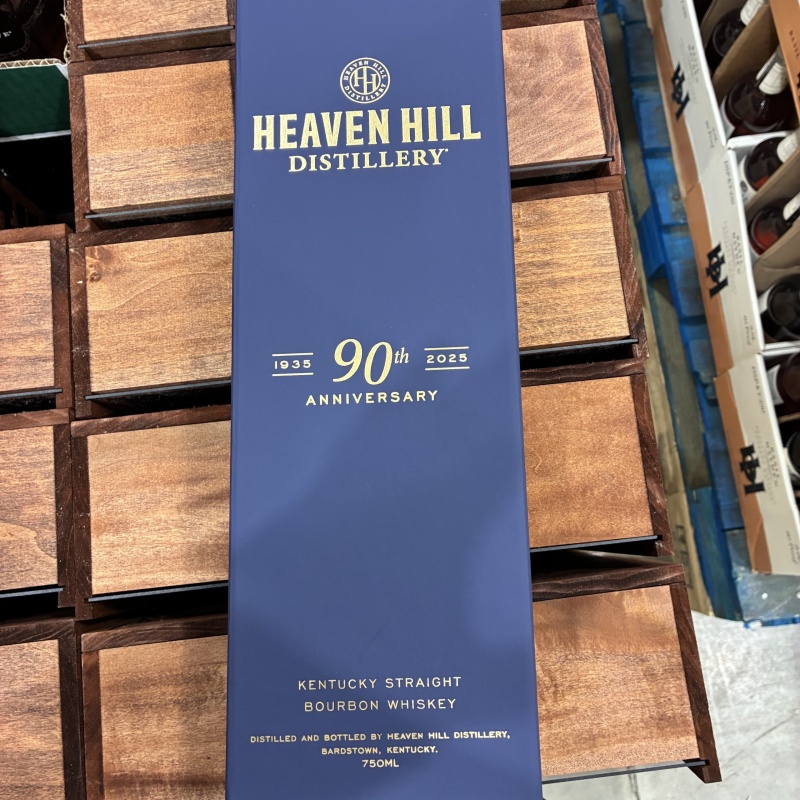 HEAVEN HILL
DISTILLERY
HH
HEAVEN HILL
DISTILLERY
1935 90th 2025
ANNIVERSARY
KENTUCKY STRAIGHT
BOURBON WHISKEY
DISTILLED AND BOTTLED BY HEAVEN HILL DISTILLERY,
BARDSTOWN, KENTUCKY.
750ML